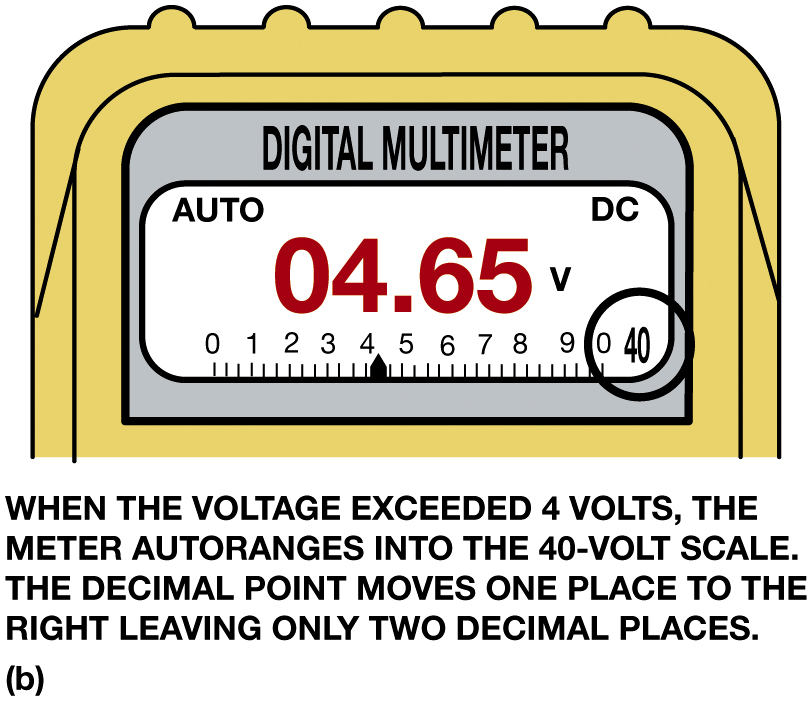 DIGITAL MULTIMETER
AUTO DC
04.65 V
0 1 2 3 4 5 6 7 8 9 0 40
WHEN THE VOLTAGE EXCEEDED 4 VOLTS, THE
METER AUTORANGES INTO THE 40-VOLT SCALE.
THE DECIMAL POINT MOVES ONE PLACE TO THE
RIGHT LEAVING ONLY TWO DECIMAL PLACES.
(b)